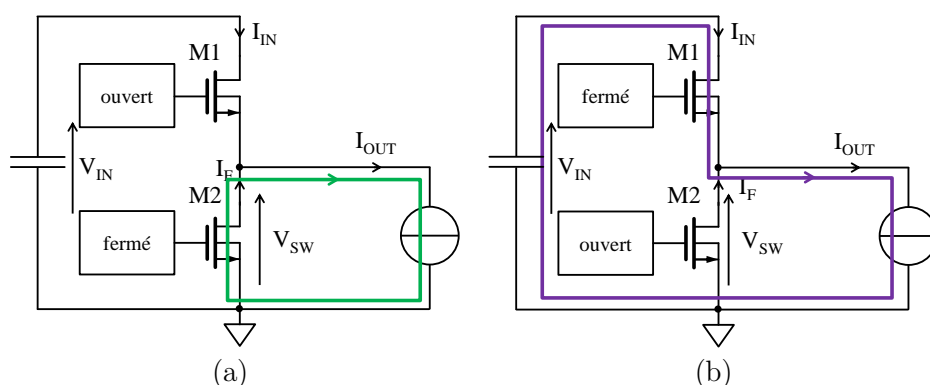 I_IN
M1
ouvert
I_OUT
V_IN
I_F
M2
fermé
V_SW
(a)
I_IN
M1
fermé
I_OUT
V_IN
I_F
M2
ouvert
V_SW
(b)